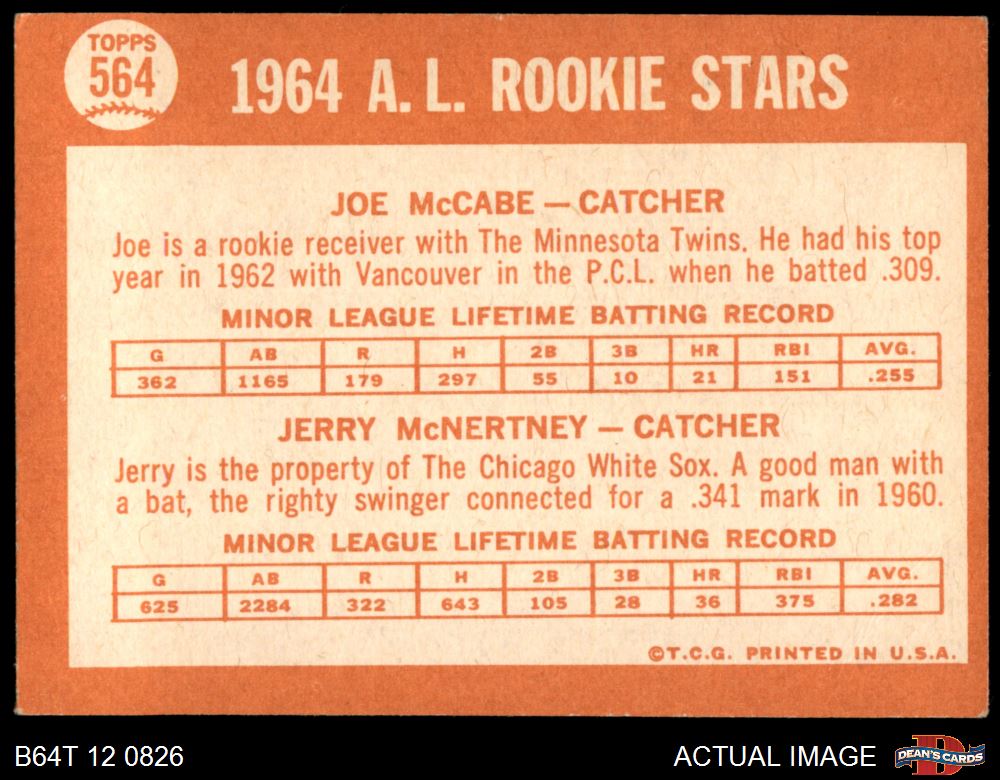 TOPPS
564
1964 A. L. ROOKIE STARS
JOE McCABE — CATCHER
Joe is a rookie receiver with The Minnesota Twins. He had his top
year in 1962 with Vancouver in the P.C.L. when he batted .309.
MINOR LEAGUE LIFETIME BATTING RECORD
G AB R H 2B 3B HR RBI AVG.
362 1165 179 297 55 10 21 151 .255
JERRY McNERTNEY — CATCHER
Jerry is the property of The Chicago White Sox. A good man with
a bat, the righty swinger connected for a .341 mark in 1960.
MINOR LEAGUE LIFETIME BATTING RECORD
G AB R H 2B 3B HR RBI AVG.
625 2284 322 643 105 28 36 375 .282
©T.C.G. PRINTED IN U.S.A.
B64T 12 0826
ACTUAL IMAGE
D
DEAN'S CARDS